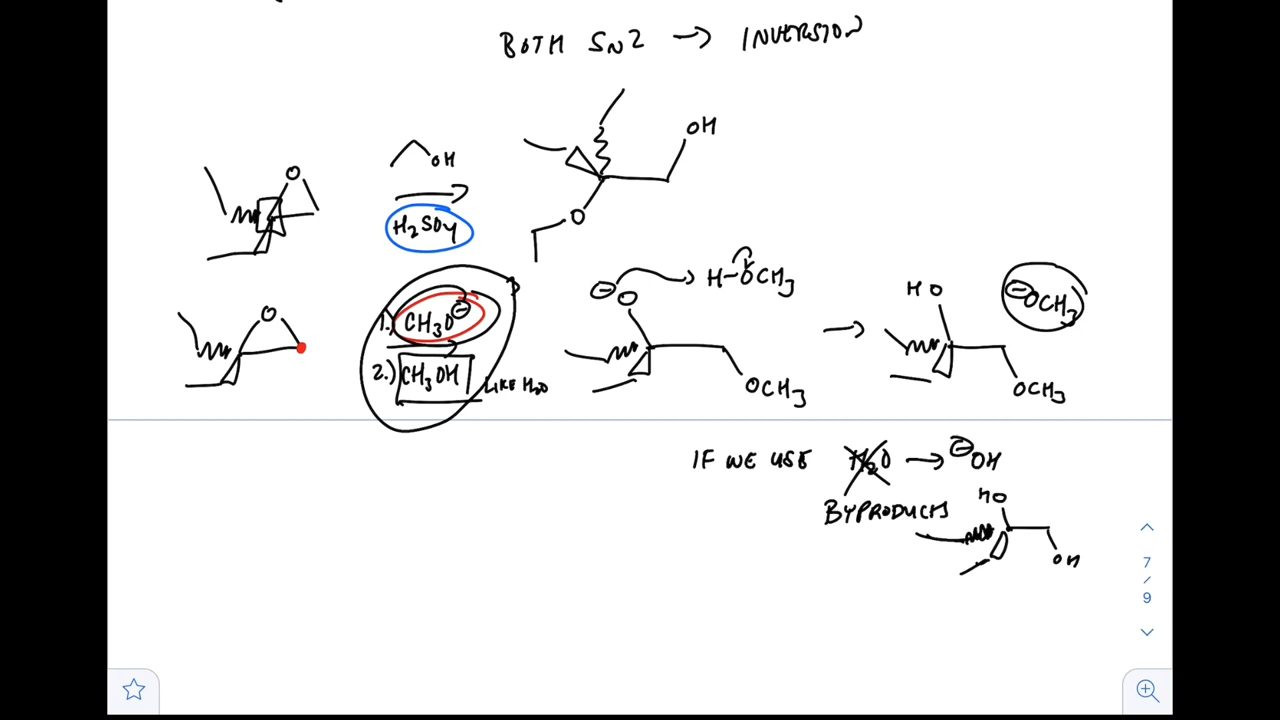 BOTH SN2 → INVERSION
OH
O
OH
H2SO4
O
⊖
H-OCH3
O
HO
⊖OCH3
O
1.) CH3O⊖
2.) CH3OH
LIKE H2O
OCH3
OCH3
IF WE USE H2O → ⊖OH
BYPRODUCTS
HO
OH
7
/
9